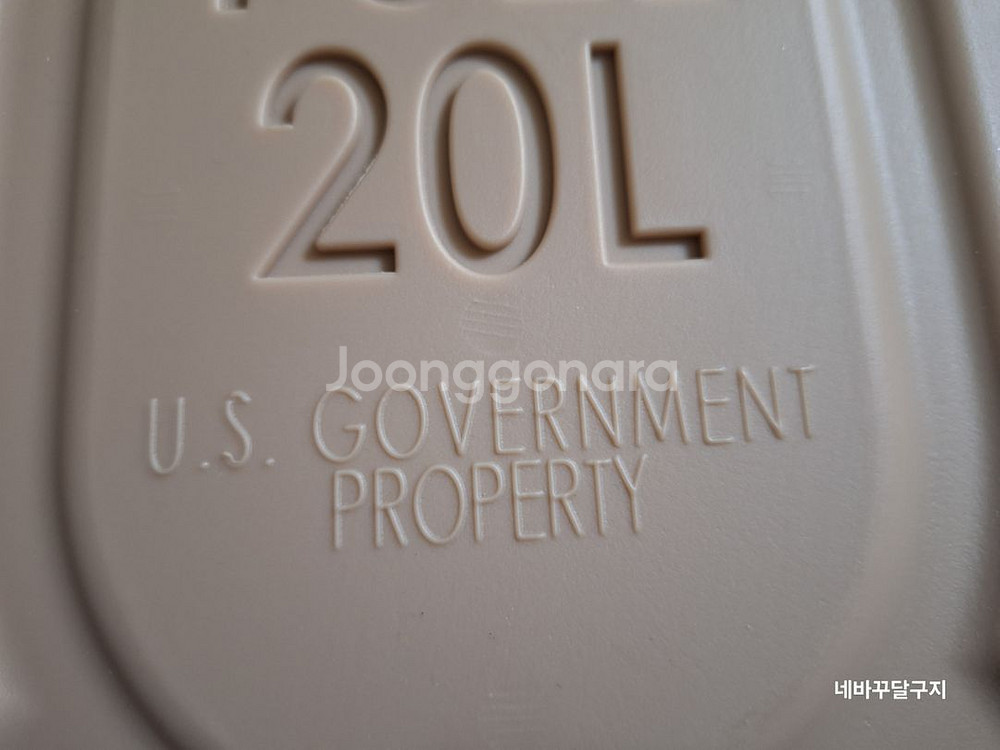 20L
Joonggonara
U.S. GOVERNMENT
PROPERTY
네바꾸달구지